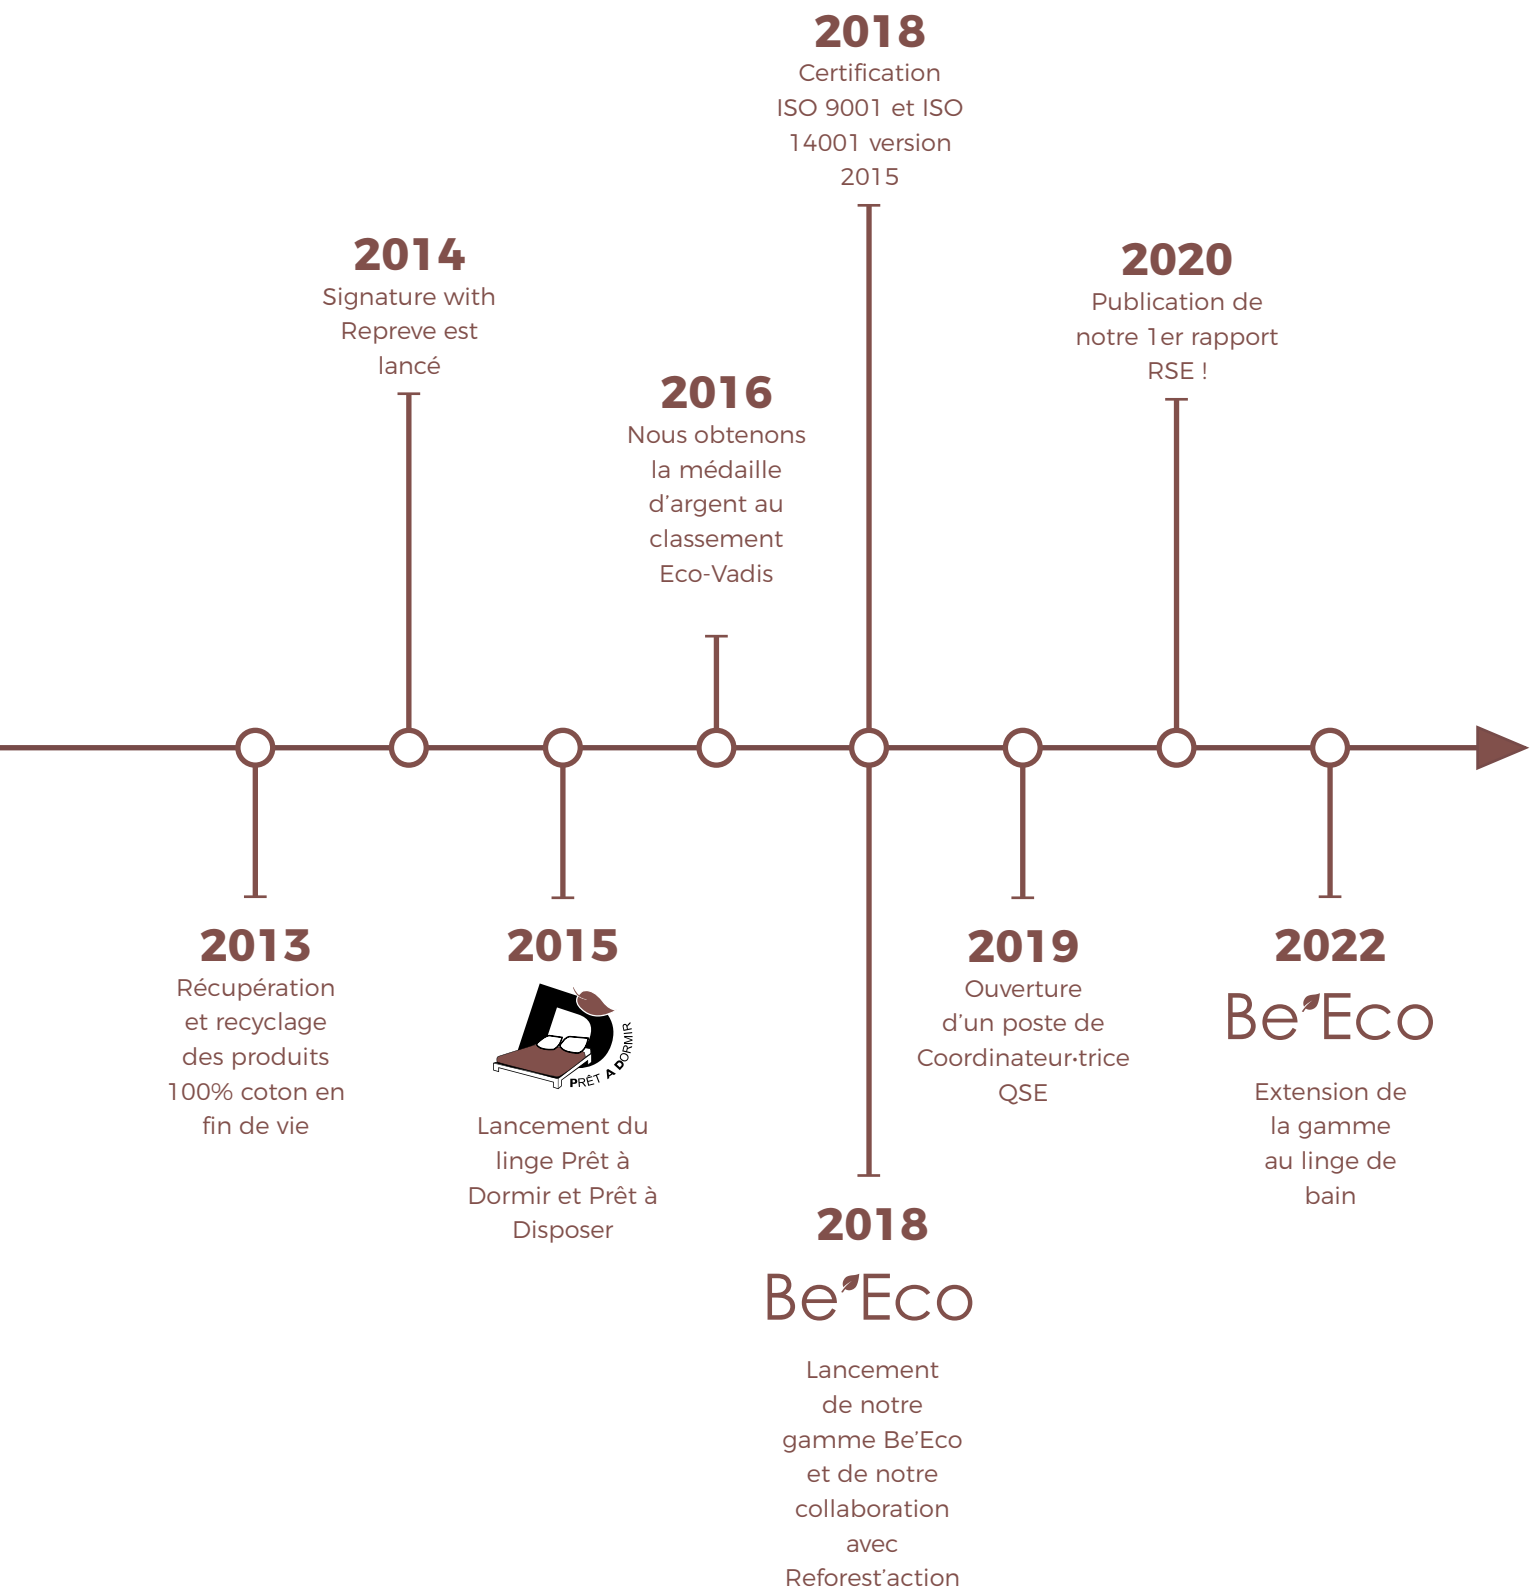 2018
Certification
ISO 9001 et ISO
14001 version
2015
2014
Signature with
Repreve est
lancé
2020
Publication de
notre 1er rapport
RSE !
2016
Nous obtenons
la médaille
d’argent au
classement
Eco-Vadis
2013
Récupération
et recyclage
des produits
100% coton en
fin de vie
2015
PRÊT A DORMIR
Lancement du
linge Prêt à
Dormir et Prêt à
Disposer
2019
Ouverture
d’un poste de
Coordinateur·trice
QSE
2022
Be’Eco
Extension de
la gamme
au linge de
bain
2018
Be’Eco
Lancement
de notre
gamme Be’Eco
et de notre
collaboration
avec
Reforest’action